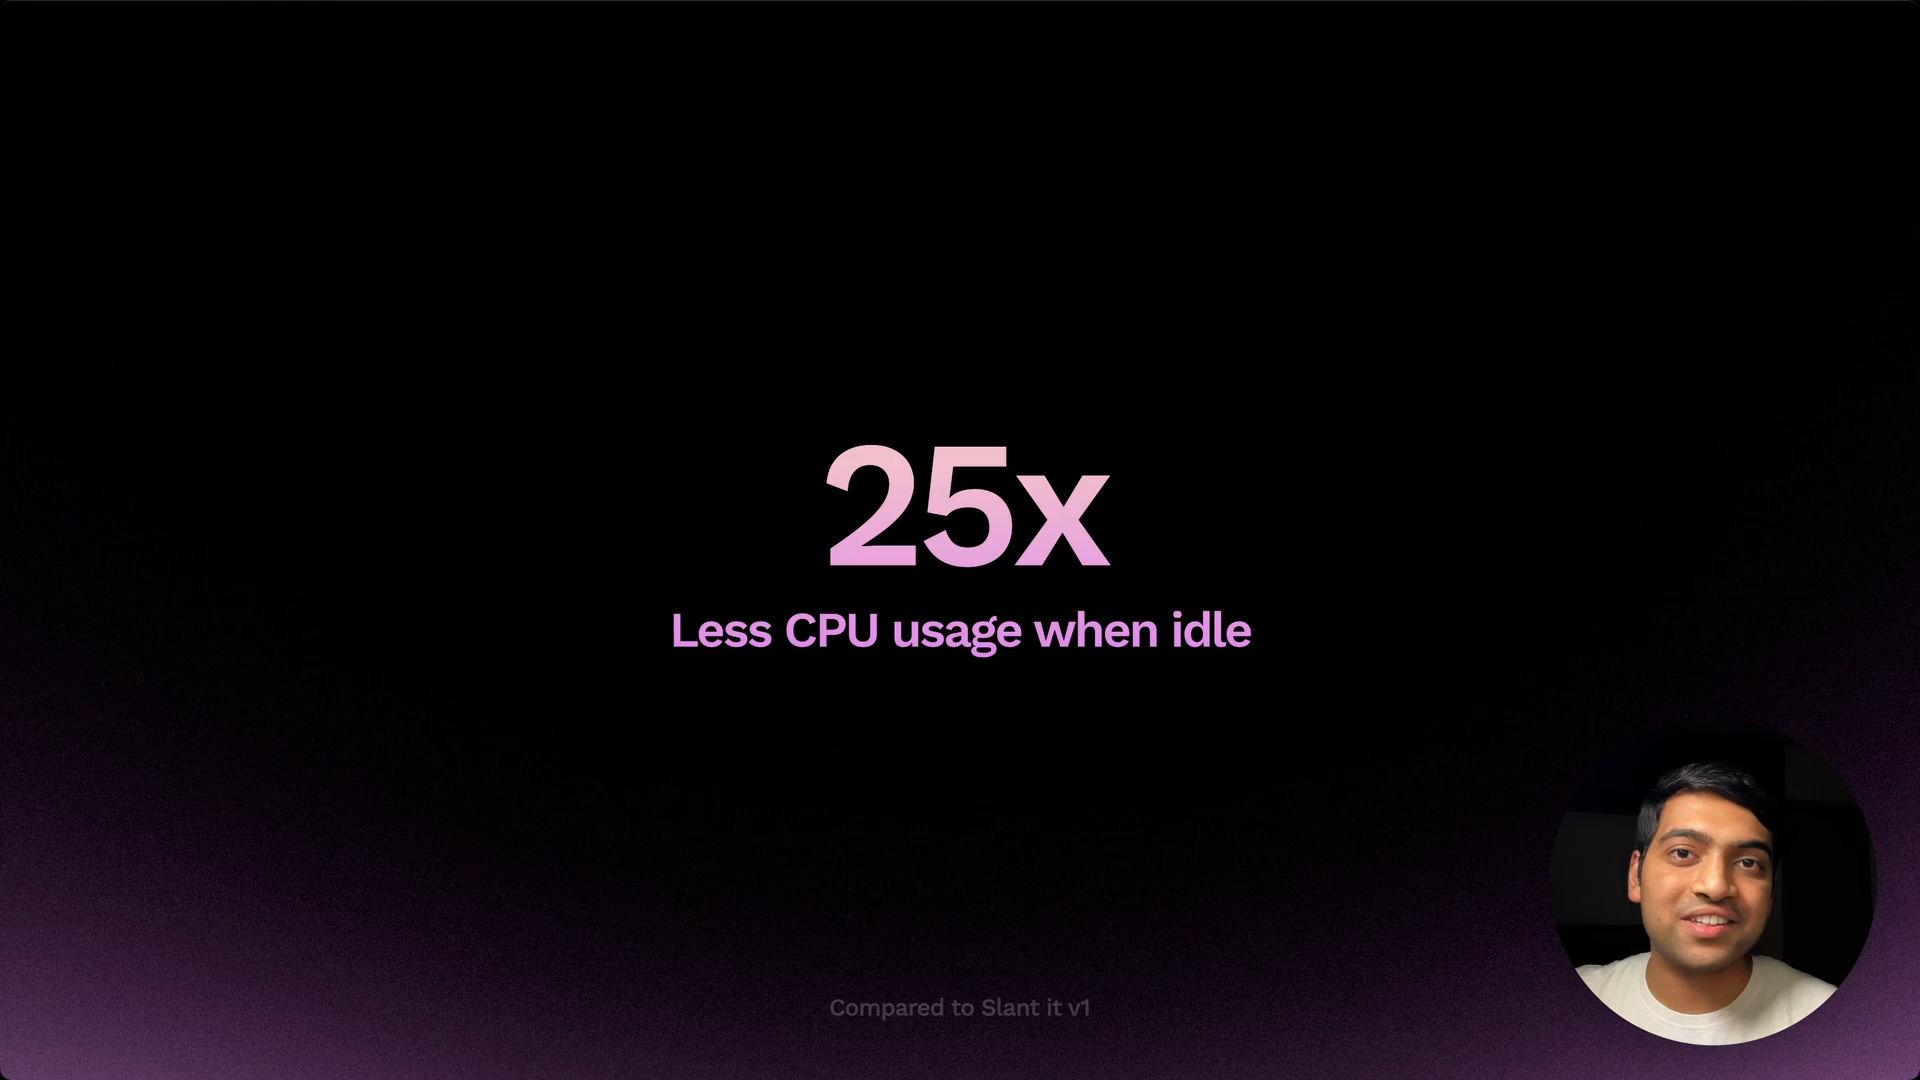 25x
Less CPU usage when idle
Compared to Slant it v1